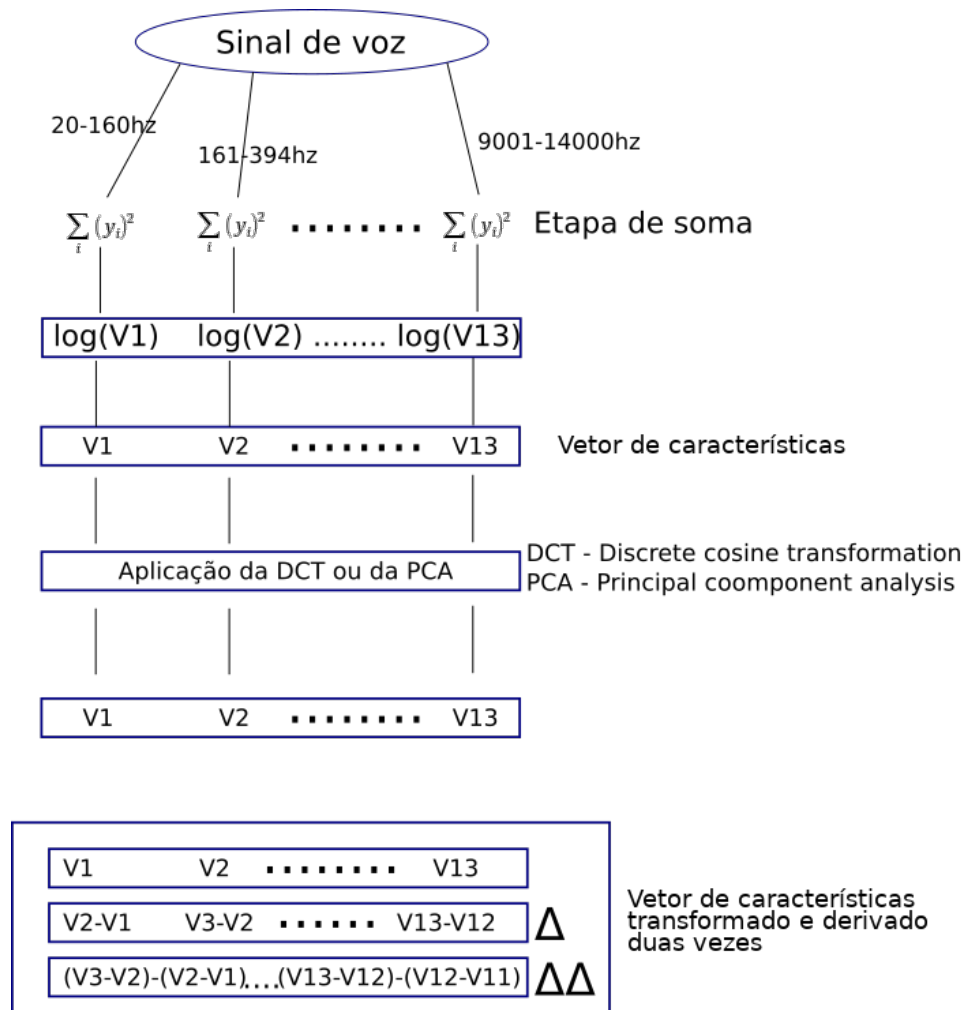 Sinal de voz
20-160hz
161-394hz
9001-14000hz
∑ᵢ(yᵢ)² ∑ᵢ(yᵢ)² ········ ∑ᵢ(yᵢ)² Etapa de soma
log(V1) log(V2) ........ log(V13)
V1 V2 ········ V13 Vetor de característícas
Aplicação da DCT ou da PCA
DCT - Discrete cosine transformation
PCA - Principal coomponent analysis
V1 V2 ········ V13
V1 V2 ········ V13
V2-V1 V3-V2 ······ V13-V12 Δ
(V3-V2)-(V2-V1),....(V13-V12)-(V12-V11) ΔΔ
Vetor de característícas
transformado e derivado
duas vezes